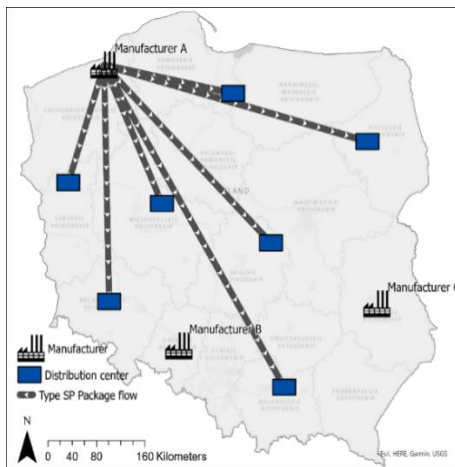 Manufacturer A
LAND
Manufacturer C
Manufacturer B
Manufacturer
Distribution center
Type SP Package flow
N
0 40 80 160 Kilometers
Esri, HERE, Garmin, USGS